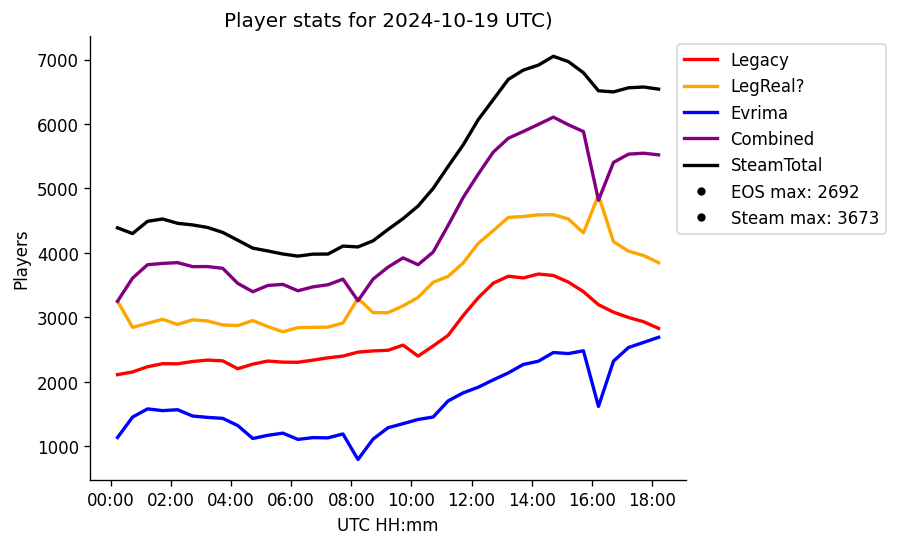 Player stats for 2024-10-19 UTC)
Players
7000
6000
5000
4000
3000
2000
1000
00:00 02:00 04:00 06:00 08:00 10:00 12:00 14:00 16:00 18:00
UTC HH:mm
Legacy
LegReal?
Evrima
Combined
SteamTotal
EOS max: 2692
Steam max: 3673